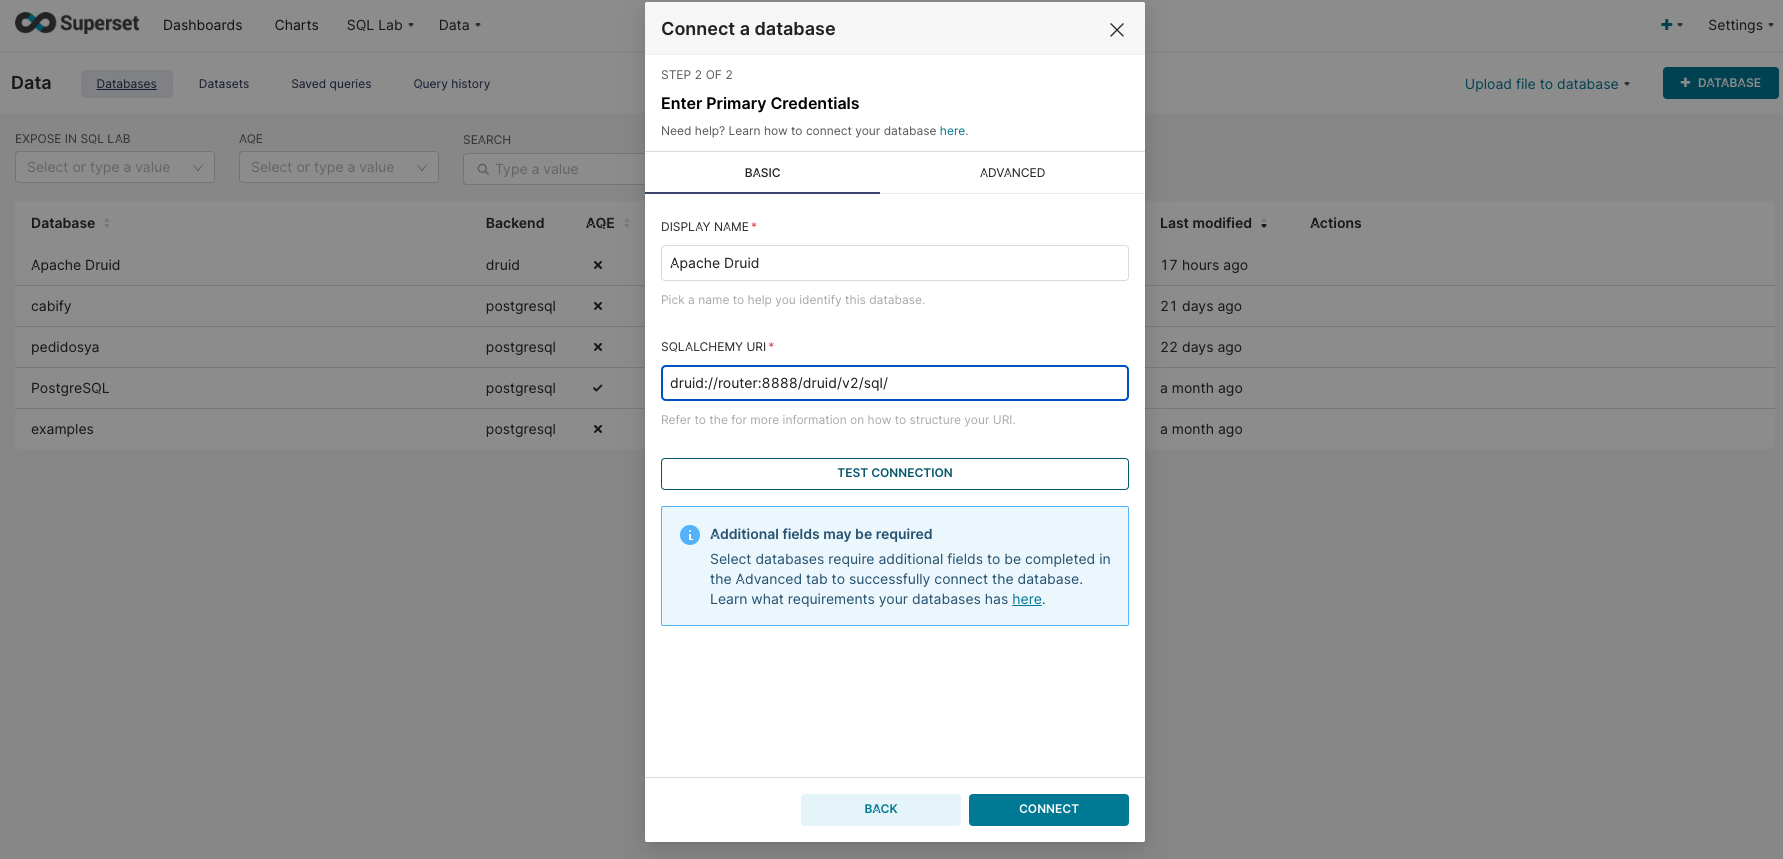 Superset Dashboards Charts SQL Lab Data + Settings
Data Databases Datasets Saved queries Query history Upload file to database + DATABASE
EXPOSE IN SQL LAB AQE SEARCH
Select or type a value Select or type a value Type a value
Database Backend AQE Last modified Actions
Apache Druid druid 17 hours ago
cabify postgresql 21 days ago
pedidosya postgresql 22 days ago
PostgreSQL postgresql a month ago
examples postgresql a month ago
Connect a database
STEP 2 OF 2
Enter Primary Credentials
Need help? Learn how to connect your database here.
BASIC ADVANCED
DISPLAY NAME *
Apache Druid
Pick a name to help you identify this database.
SQLALCHEMY URI *
druid://router:8888/druid/v2/sql/
Refer to the for more information on how to structure your URI.
TEST CONNECTION
Additional fields may be required
Select databases require additional fields to be completed in
the Advanced tab to successfully connect the database.
Learn what requirements your databases has here.
BACK CONNECT